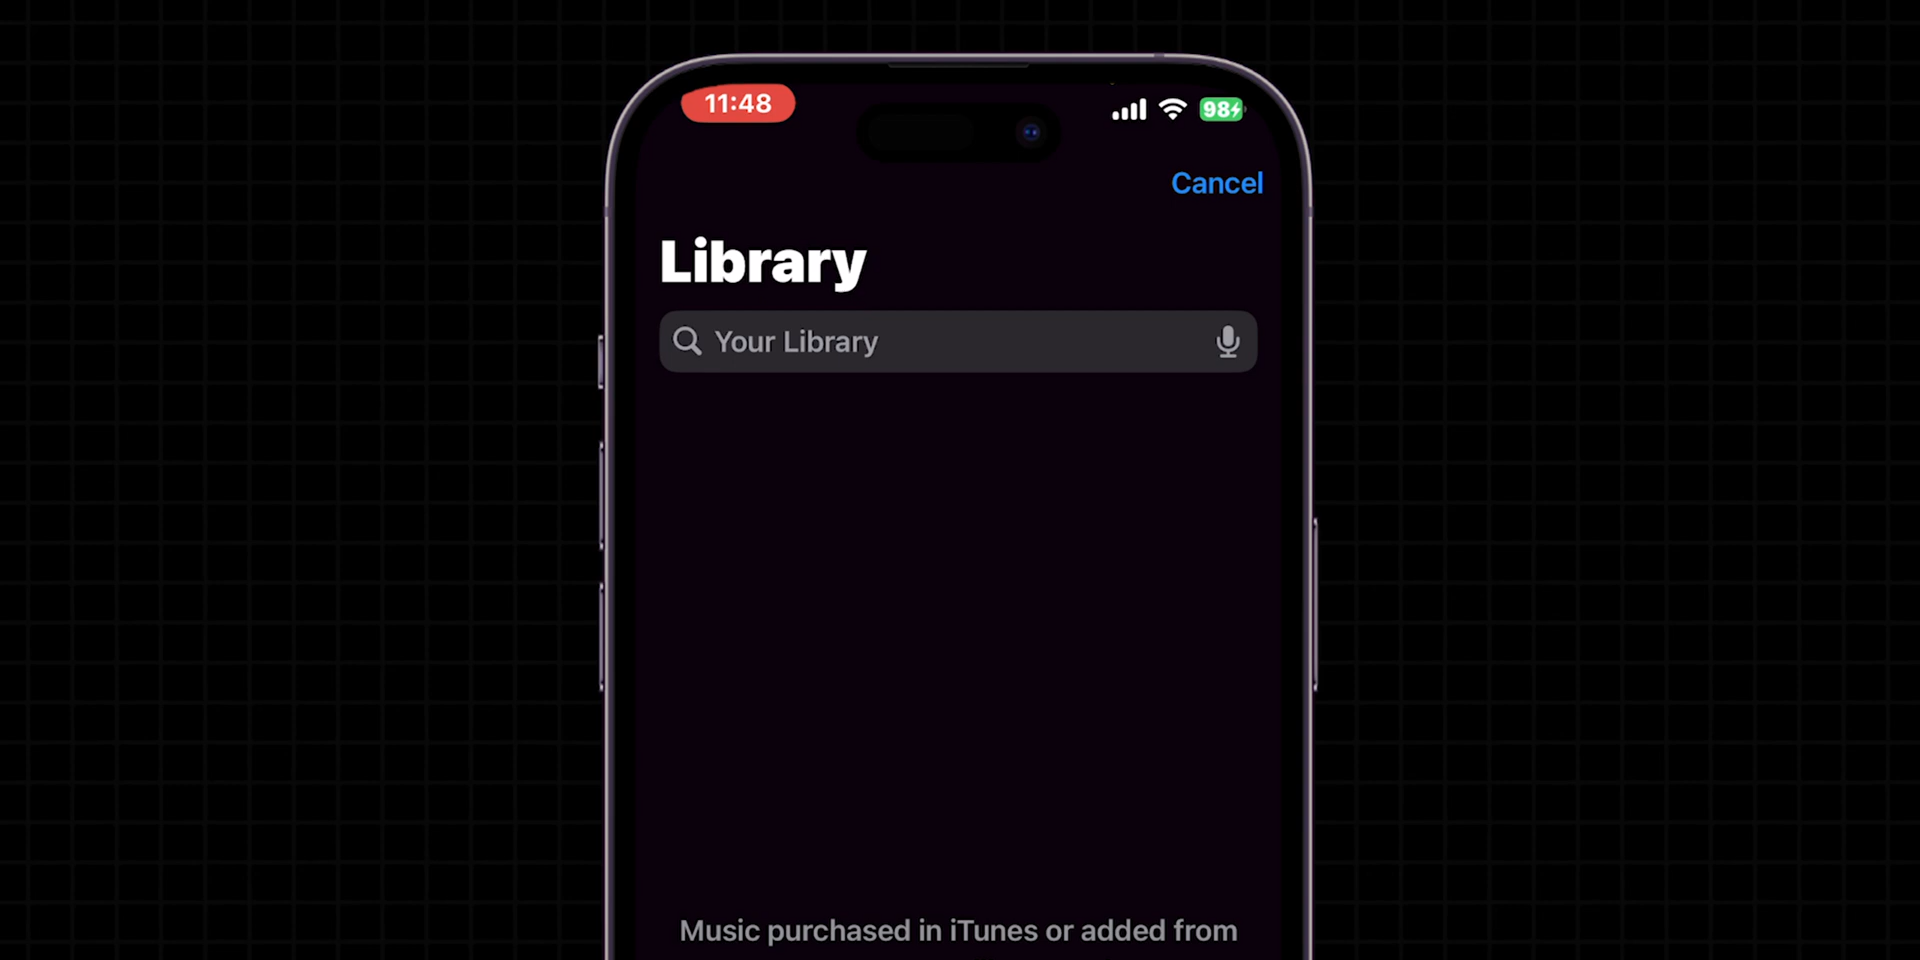 11:48
98
Cancel
Library
Your Library
Music purchased in iTunes or added from